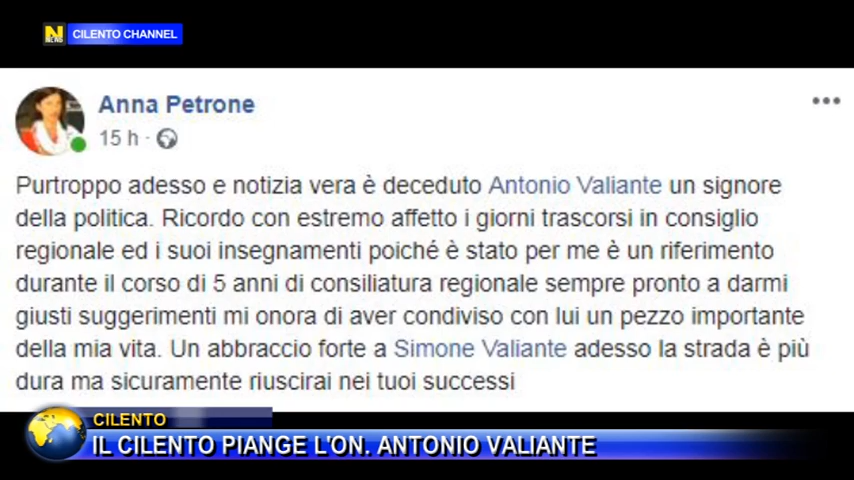 CILENTO CHANNEL
Anna Petrone
15 h ·
Purtroppo adesso e notizia vera è deceduto Antonio Valiante un signore
della politica. Ricordo con estremo affetto i giorni trascorsi in consiglio
regionale ed i suoi insegnamenti poiché è stato per me è un riferimento
durante il corso di 5 anni di consiliatura regionale sempre pronto a darmi
giusti suggerimenti mi onora di aver condiviso con lui un pezzo importante
della mia vita. Un abbraccio forte a Simone Valiante adesso la strada è più
dura ma sicuramente riuscirai nei tuoi successi
CILENTO
IL CILENTO PIANGE L'ON. ANTONIO VALIANTE